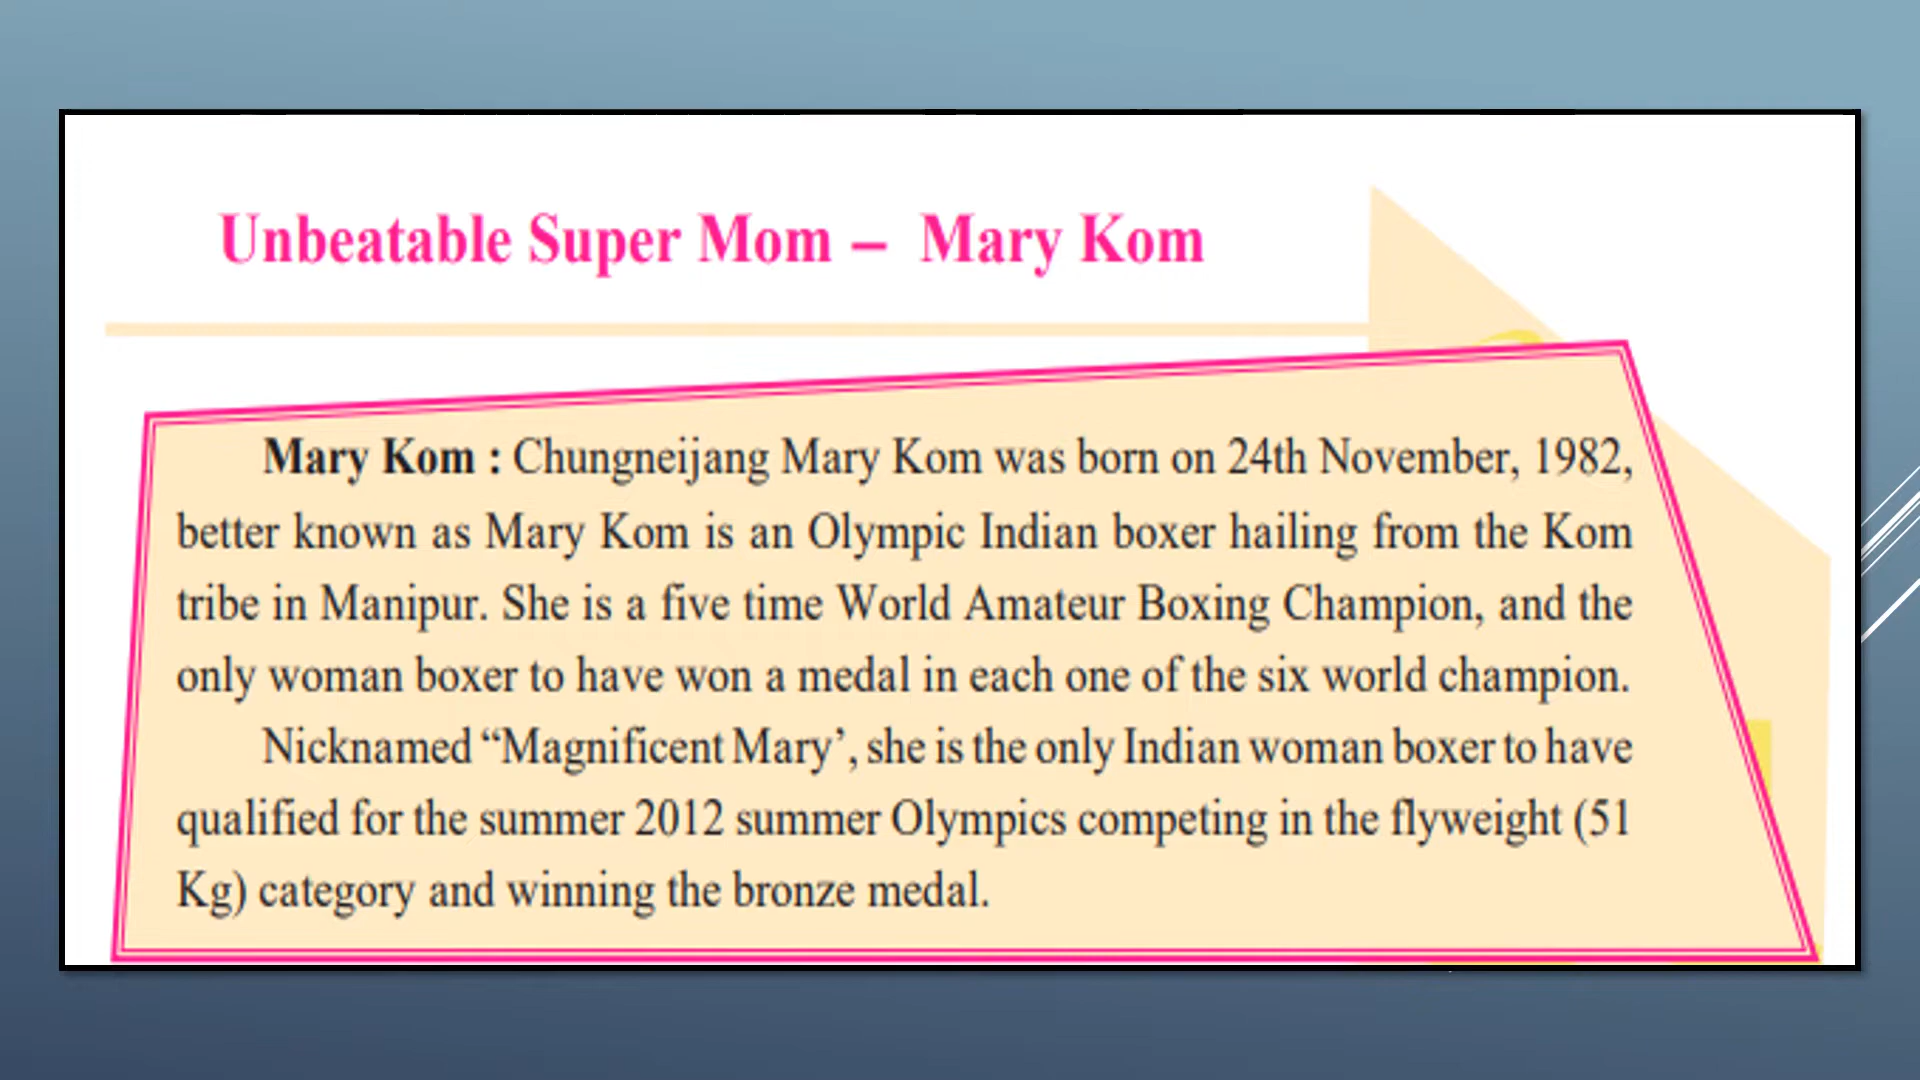 Unbeatable Super Mom – Mary Kom
Mary Kom : Chungneijang Mary Kom was born on 24th November, 1982,
better known as Mary Kom is an Olympic Indian boxer hailing from the Kom
tribe in Manipur. She is a five time World Amateur Boxing Champion, and the
only woman boxer to have won a medal in each one of the six world champion.
Nicknamed “Magnificent Mary’, she is the only Indian woman boxer to have
qualified for the summer 2012 summer Olympics competing in the flyweight (51
Kg) category and winning the bronze medal.